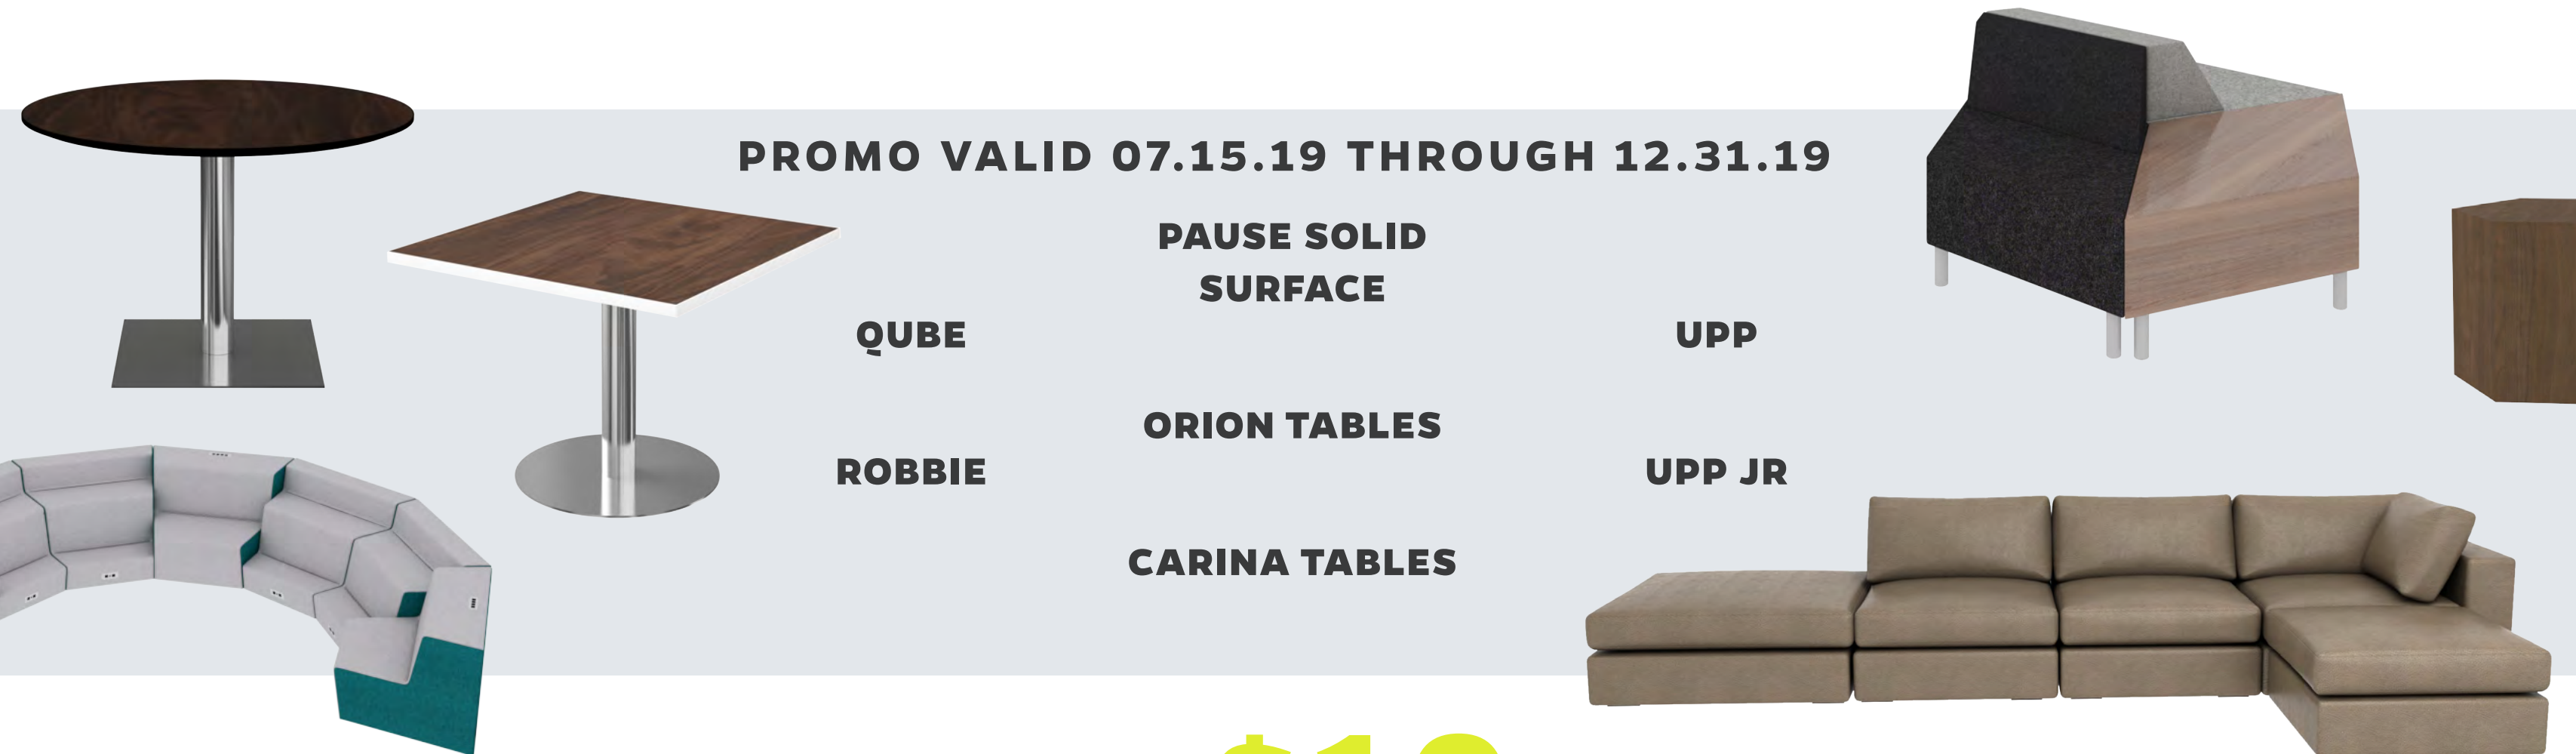 PROMO VALID 07.15.19 THROUGH 12.31.19
PAUSE SOLID
SURFACE
QUBE
UPP
ORION TABLES
ROBBIE
UPP JR
CARINA TABLES